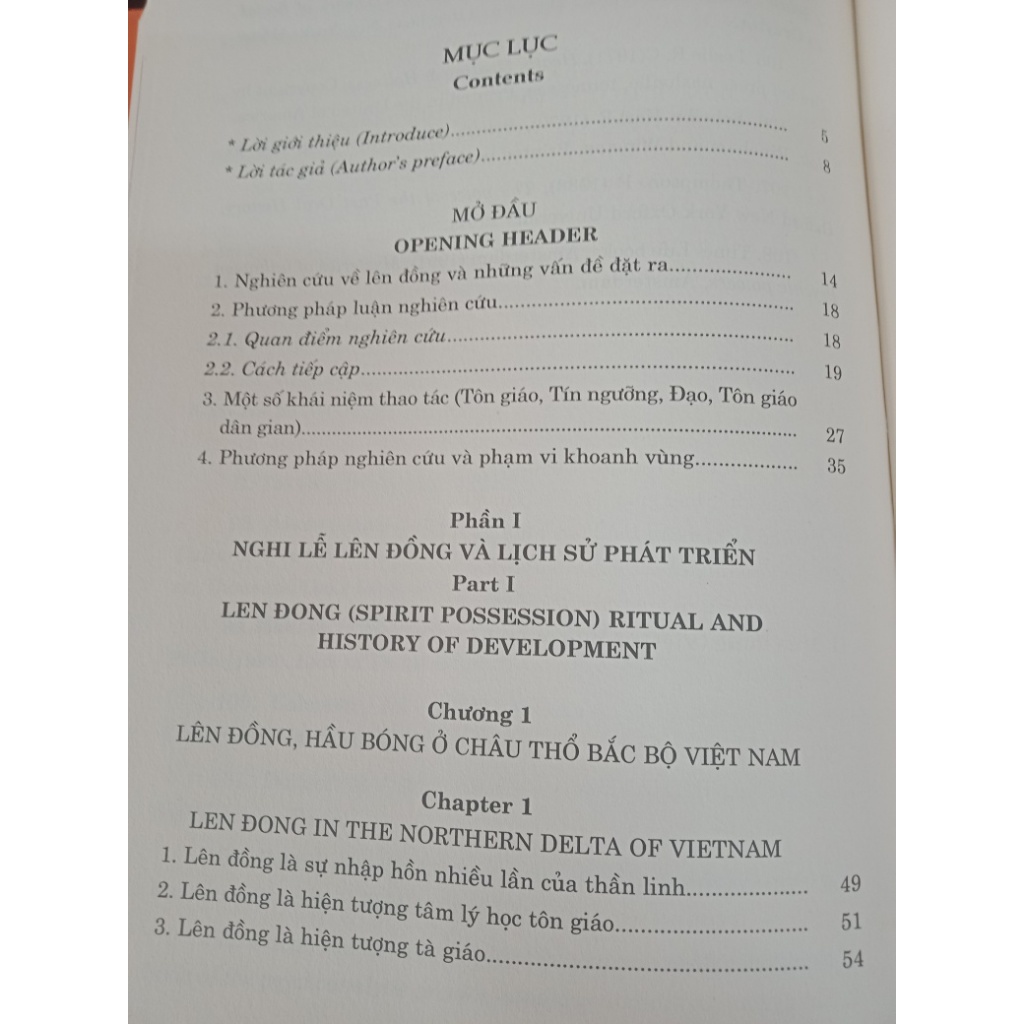 MỤC LỤC
Contents
* Lời giới thiệu (Introduce)........................................................ 5
* Lời tác giả (Author's preface).................................................. 8
MỞ ĐẦU
OPENING HEADER
1. Nghiên cứu về lên đồng và những vấn đề đặt ra..................... 14
2. Phương pháp luận nghiên cứu.................................................. 18
2.1. Quan điểm nghiên cứu........................................................... 18
2.2. Cách tiếp cập......................................................................... 19
3. Một số khái niệm thao tác (Tôn giáo, Tín ngưỡng, Đạo, Tôn giáo
dân gian)................................................................................... 27
4. Phương pháp nghiên cứu và phạm vi khoanh vùng.................. 35
Phần I
NGHI LỄ LÊN ĐỒNG VÀ LỊCH SỬ PHÁT TRIỂN
Part I
LEN ĐONG (SPIRIT POSSESSION) RITUAL AND
HISTORY OF DEVELOPMENT
Chương 1
LÊN ĐỒNG, HẦU BÓNG Ở CHÂU THỔ BẮC BỘ VIỆT NAM
Chapter 1
LEN ĐONG IN THE NORTHERN DELTA OF VIETNAM
1. Lên đồng là sự nhập hồn nhiều lần của thần linh.................... 49
2. Lên đồng là hiện tượng tâm lý học tôn giáo............................... 51
3. Lên đồng là hiện tượng tà giáo.................................................. 54